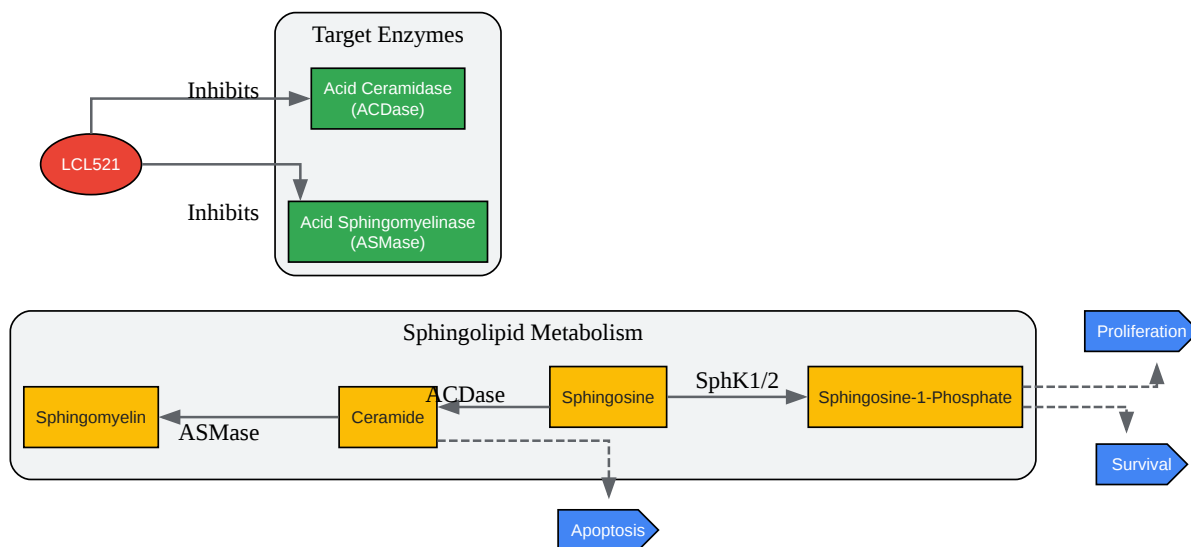 Target Enzymes
Inhibits
Acid Ceramidase
(ACDase)
LCL521
Inhibits
Acid Sphingomyelinase
(ASMase)
Sphingolipid Metabolism
Proliferation
Sphingomyelin
ASMase
Ceramide
ACDase
Sphingosine
SphK1/2
Sphingosine-1-Phosphate
Survival
Apoptosis